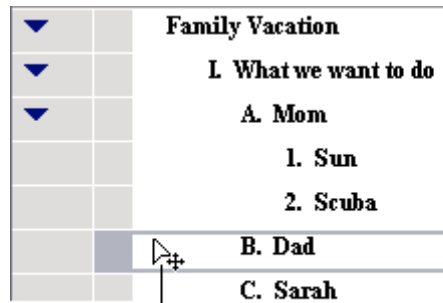 Family Vacation
I. What we want to do
A. Mom
1. Sun
2. Scuba
B. Dad
C. Sarah